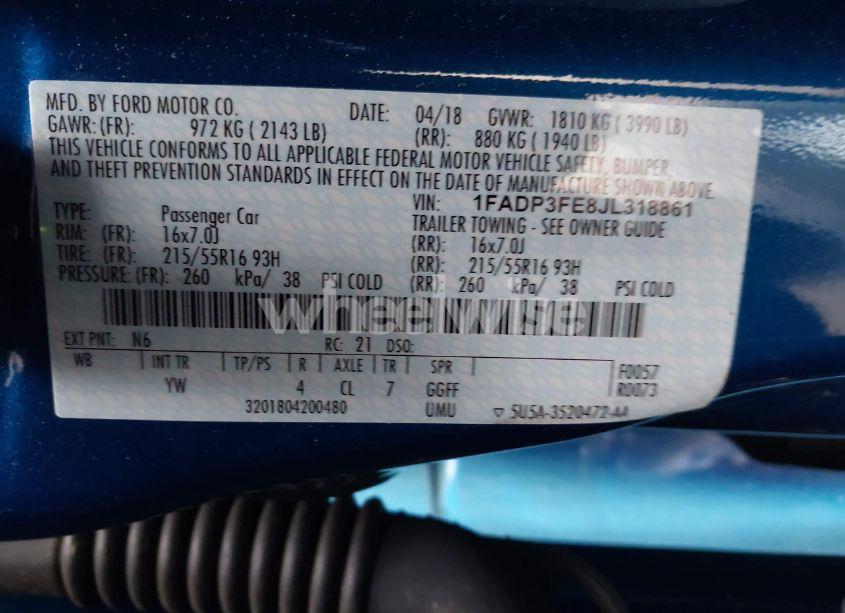 MFD. BY FORD MOTOR CO. DATE: 04/18 GVWR: 1810 KG ( 3990 LB)
GAWR: (FR): 972 KG ( 2143 LB) (RR): 880 KG ( 1940 LB)
THIS VEHICLE CONFORMS TO ALL APPLICABLE FEDERAL MOTOR VEHICLE SAFETY, BUMPER,
AND THEFT PREVENTION STANDARDS IN EFFECT ON THE DATE OF MANUFACTURE SHOWN ABOVE.
VIN: 1FADP3FE8JL318861
TYPE: Passenger Car TRAILER TOWING - SEE OWNER GUIDE
RIM: (FR): 16x7.0J (RR): 16x7.0J
TIRE: (FR): 215/55R16 93H (RR): 215/55R16 93H
PRESSURE: (FR): 260 kPa/ 38 PSI COLD (RR): 260 kPa/ 38 PSI COLD
wheelwise
EXT PNT: N6 RC: 21 DSO:
WB INT TR TP/PS R AXLE TR SPR F0057
YW 4 CL 7 GGFF R0073
3201804200480 UMU 5U5A-3520472-AA